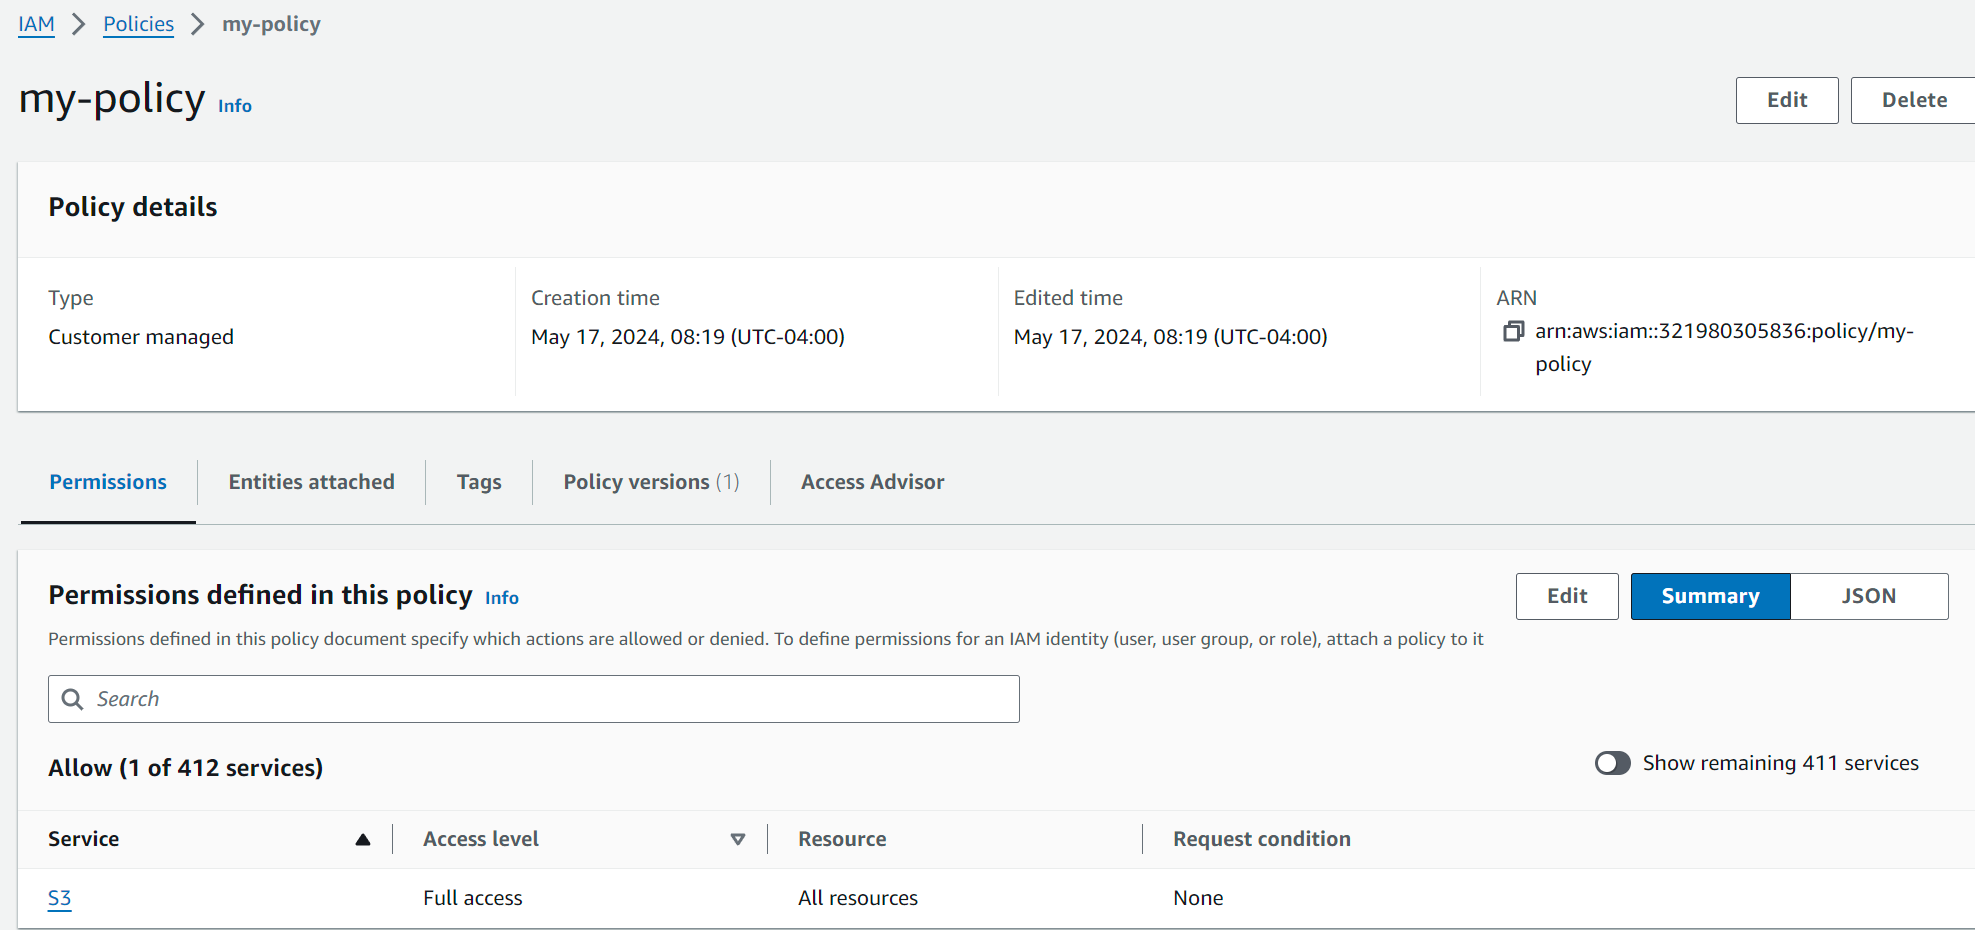 IAM > Policies > my-policy
my-policy Info
Edit Delete
Policy details
Type Creation time Edited time ARN
Customer managed May 17, 2024, 08:19 (UTC-04:00) May 17, 2024, 08:19 (UTC-04:00) arn:aws:iam::321980305836:policy/my-
policy
Permissions Entities attached Tags Policy versions (1) Access Advisor
Permissions defined in this policy Info Edit Summary JSON
Permissions defined in this policy document specify which actions are allowed or denied. To define permissions for an IAM identity (user, user group, or role), attach a policy to it
Search
Allow (1 of 412 services) Show remaining 411 services
Service Access level Resource Request condition
S3 Full access All resources None